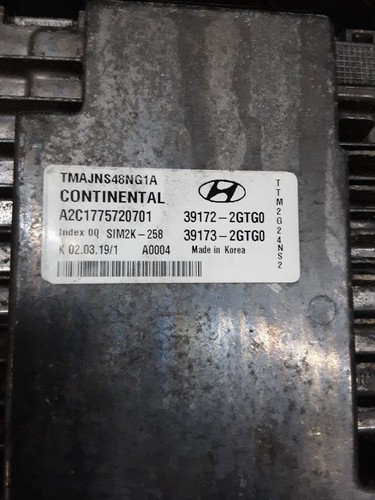 TMAJNS48NG1A
CONTINENTAL
A2C1775720701 39172-2GTG0
Index 0Q SIM2K-258 39173-2GTG0
K 02.03.19/1 A0004 Made in Korea
TTM2G24NS2